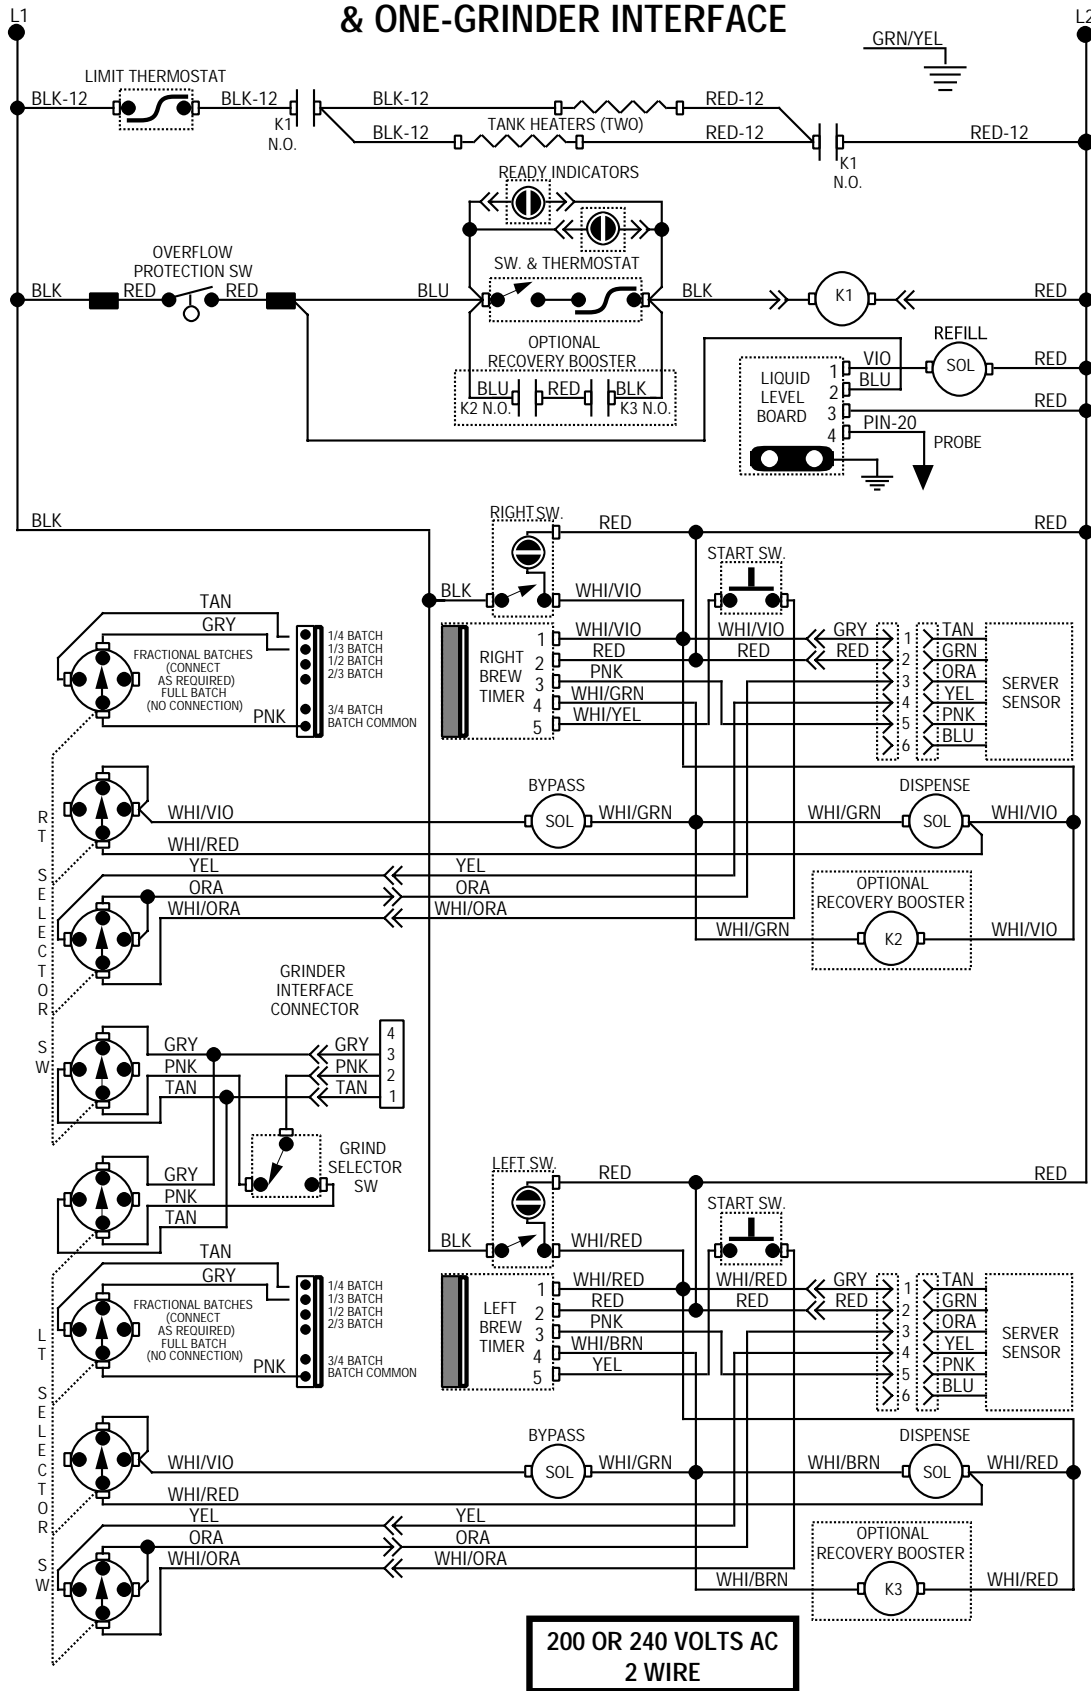 & ONE-GRINDER INTERFACE
L1
L2
GRN/YEL
LIMIT THERMOSTAT
BLK-12
BLK-12
K1
N.O.
BLK-12
RED-12
BLK-12
TANK HEATERS (TWO)
RED-12
K1
N.O.
RED-12
READY INDICATORS
OVERFLOW
PROTECTION SW
SW. & THERMOSTAT
BLK
RED
RED
BLU
BLK
K1
RED
OPTIONAL
RECOVERY BOOSTER
BLU
RED
BLK
K2 N.O.
K3 N.O.
REFILL
LIQUID
LEVEL
BOARD
1
VIO
SOL
RED
2
BLU
3
RED
4
PIN-20
PROBE
BLK
RIGHT SW.
RED
RED
START SW.
BLK
WHI/VIO
TAN
GRY
FRACTIONAL BATCHES
(CONNECT
AS REQUIRED)
FULL BATCH
(NO CONNECTION)
PNK
1/4 BATCH
1/3 BATCH
1/2 BATCH
2/3 BATCH
3/4 BATCH
BATCH COMMON
RIGHT
BREW
TIMER
1 WHI/VIO
2 RED
3 PNK
4 WHI/GRN
5 WHI/YEL
WHI/VIO
RED
GRY
RED
1 TAN
2 GRN
3 ORA
4 YEL
5 PNK
6 BLU
SERVER
SENSOR
RT SELECTOR SW
WHI/VIO
BYPASS
SOL
WHI/GRN
WHI/GRN
DISPENSE
SOL
WHI/VIO
WHI/RED
YEL
YEL
ORA
ORA
WHI/ORA
WHI/ORA
OPTIONAL
RECOVERY BOOSTER
WHI/GRN
K2
WHI/VIO
GRINDER
INTERFACE
CONNECTOR
4
GRY
GRY
3
PNK
PNK
2
TAN
TAN
1
GRIND
SELECTOR
SW
GRY
PNK
TAN
LEFT SW.
RED
RED
START SW.
BLK
WHI/RED
TAN
GRY
FRACTIONAL BATCHES
(CONNECT
AS REQUIRED)
FULL BATCH
(NO CONNECTION)
PNK
1/4 BATCH
1/3 BATCH
1/2 BATCH
2/3 BATCH
3/4 BATCH
BATCH COMMON
LEFT
BREW
TIMER
1 WHI/RED
2 RED
3 PNK
4 WHI/BRN
5 YEL
WHI/RED
RED
GRY
RED
1 TAN
2 GRN
3 ORA
4 YEL
5 PNK
6 BLU
SERVER
SENSOR
LT SELECTOR SW
WHI/VIO
BYPASS
SOL
WHI/GRN
WHI/BRN
DISPENSE
SOL
WHI/RED
WHI/RED
YEL
YEL
ORA
ORA
WHI/ORA
WHI/ORA
OPTIONAL
RECOVERY BOOSTER
WHI/BRN
K3
WHI/RED
200 OR 240 VOLTS AC
2 WIRE